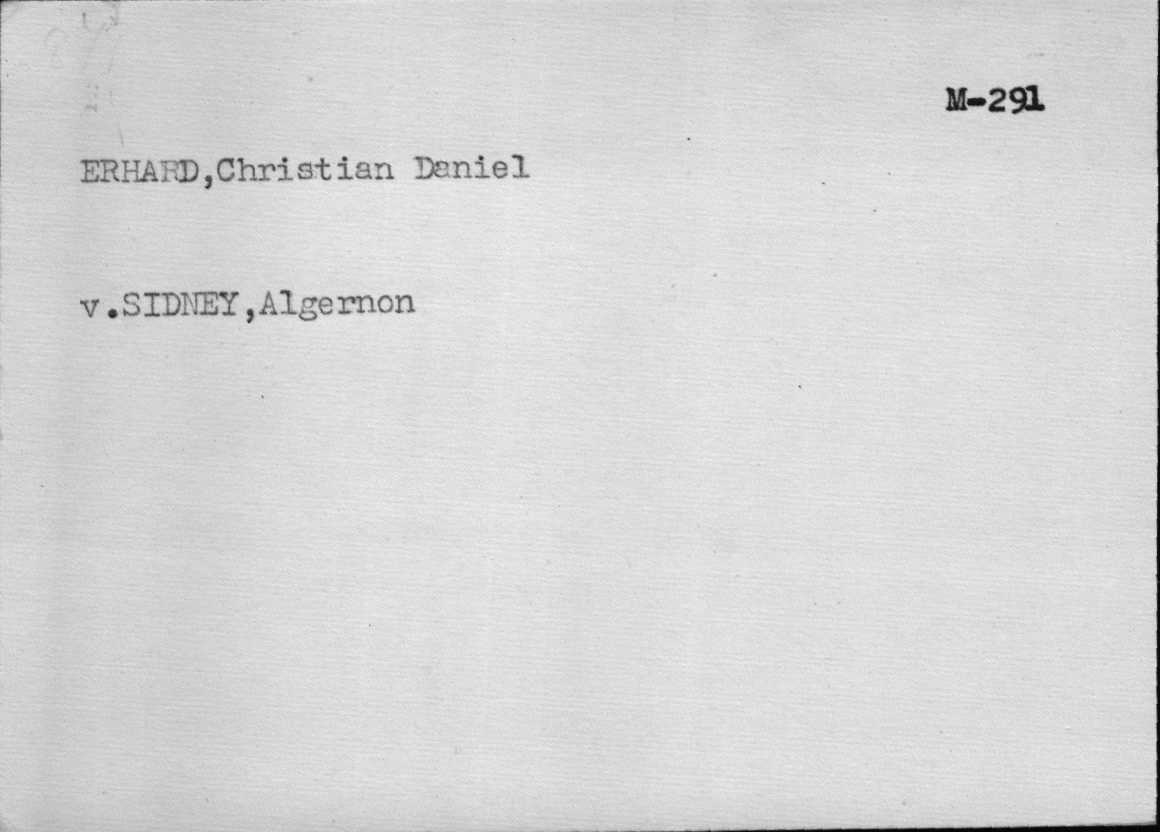 M-291
ERHARD,Christian Daniel
v.SIDNEY,Algernon